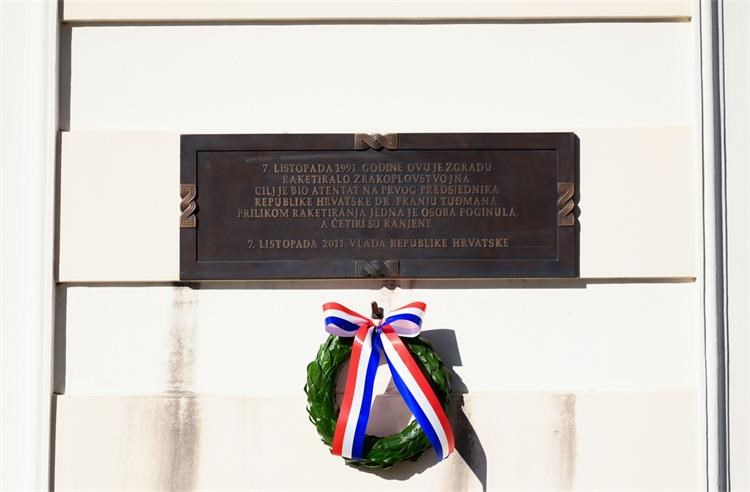 7. LISTOPADA 1991. GODINE OVU JE ZGRADU
RAKETIRALO ZRAKOPLOVSTVO JNA
CILJ JE BIO ATENTAT NA PRVOG PREDSJEDNIKA
REPUBLIKE HRVATSKE DR. FRANJU TUĐMANA.
PRILIKOM RAKETIRANJA JEDNA JE OSOBA POGINULA,
A ČETIRI SU RANJENE
7. LISTOPADA 2011. VLADA REPUBLIKE HRVATSKE